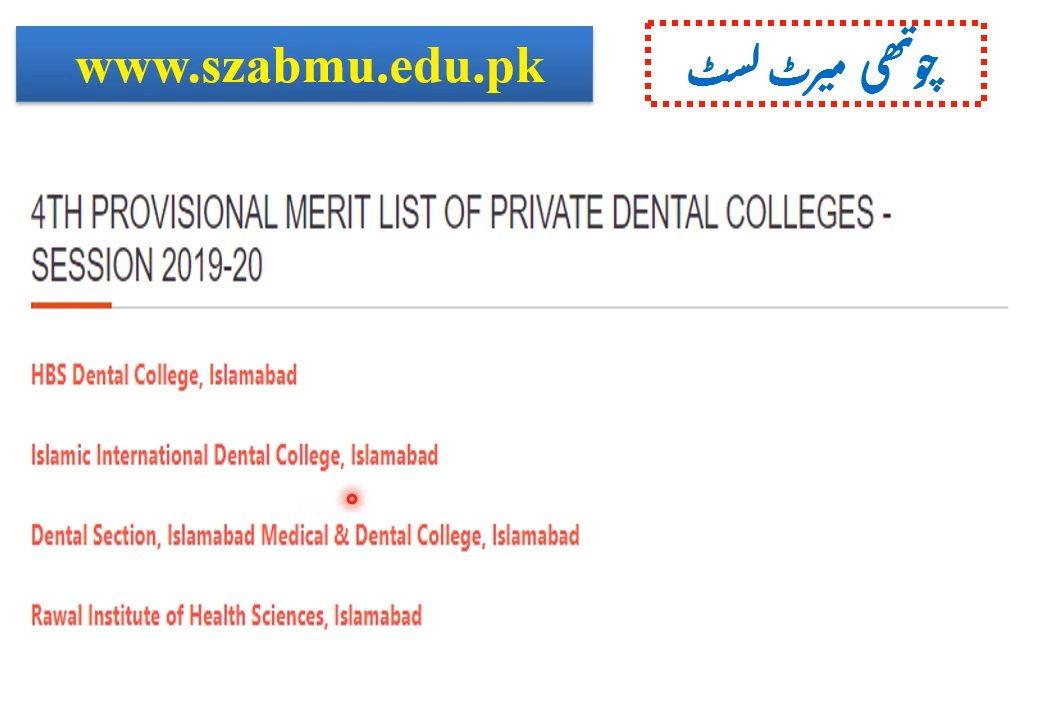 www.szabmu.edu.pk
چوتھی میرٹ لسٹ
4TH PROVISIONAL MERIT LIST OF PRIVATE DENTAL COLLEGES -
SESSION 2019-20
HBS Dental College, Islamabad
Islamic International Dental College, Islamabad
Dental Section, Islamabad Medical & Dental College, Islamabad
Rawal Institute of Health Sciences, Islamabad